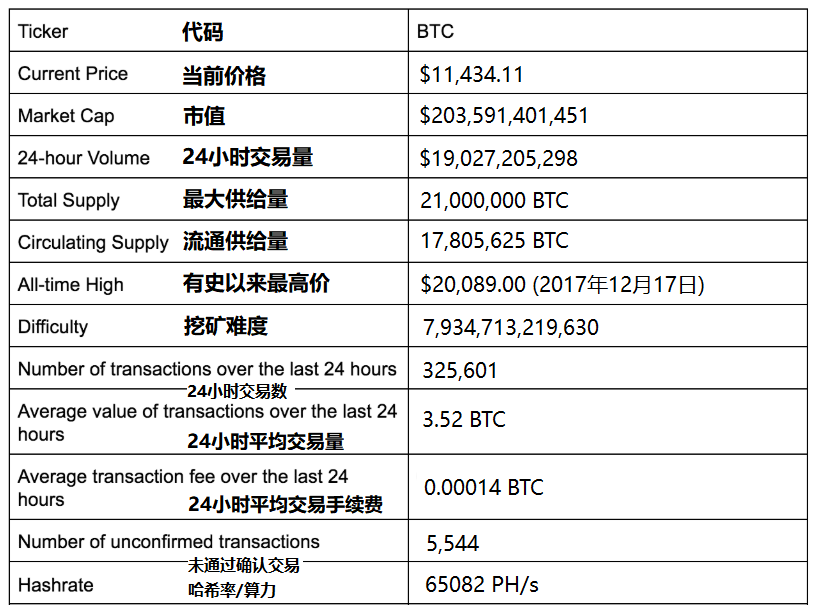 Ticker 代码 BTC
Current Price 当前价格 $11,434.11
Market Cap 市值 $203,591,401,451
24-hour Volume 24小时交易量 $19,027,205,298
Total Supply 最大供给量 21,000,000 BTC
Circulating Supply 流通供给量 17,805,625 BTC
All-time High 有史以来最高价 $20,089.00 (2017年12月17日)
Difficulty 挖矿难度 7,934,713,219,630
Number of transactions over the last 24 hours 325,601
24小时交易数
Average value of transactions over the last 24 3.52 BTC
hours 24小时平均交易量
Average transaction fee over the last 24 0.00014 BTC
hours 24小时平均交易手续费
Number of unconfirmed transactions 5,544
未通过确认交易
Hashrate 哈希率/算力 65082 PH/s